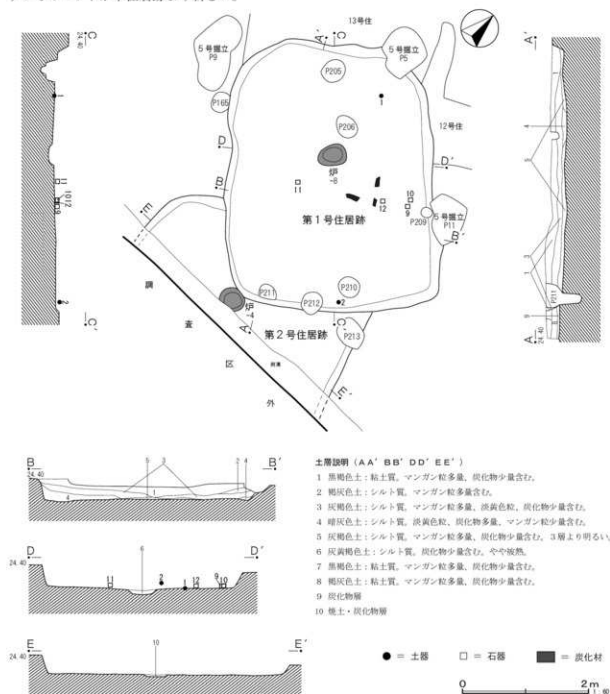 13号住
5号掘立
P9
5号掘立
P5
P205
P165
1
P206
12号住
炉
-8
11
10
12
9
P209
第1号住居跡
5号掘立
P11
P211
P210
P212
2
炉
-4
第2号住居跡
P213
調
査
区
外
24.40
C
C'
A
A'
B
B'
D
D'
E
E'
土層説明（AA' BB' DD' EE'）
1 黒褐色土：粘土質，マンガン粒多量，炭化物少量含む。
2 褐灰色土：シルト質，マンガン粒多量含む。
3 灰褐色土：シルト質，マンガン粒多量，淡黄色粒，炭化物少量含む。
4 暗灰色土：シルト質，淡黄色粒，炭化物多量，マンガン粒少量含む。
5 灰褐色土：シルト質，マンガン粒多量，炭化物少量含む。3層より明るい。
6 灰黄褐色土：シルト質，炭化物少量含む。やや被熱。
7 黒褐色土：粘土質，マンガン粒多量，炭化物少量含む。
8 褐灰色土：粘土質，マンガン粒多量，炭化物少量含む。
9 炭化物層
10 焼土・炭化物層
● ＝ 土器　□ ＝ 石器　■ ＝ 炭化材
0　2m
1：60